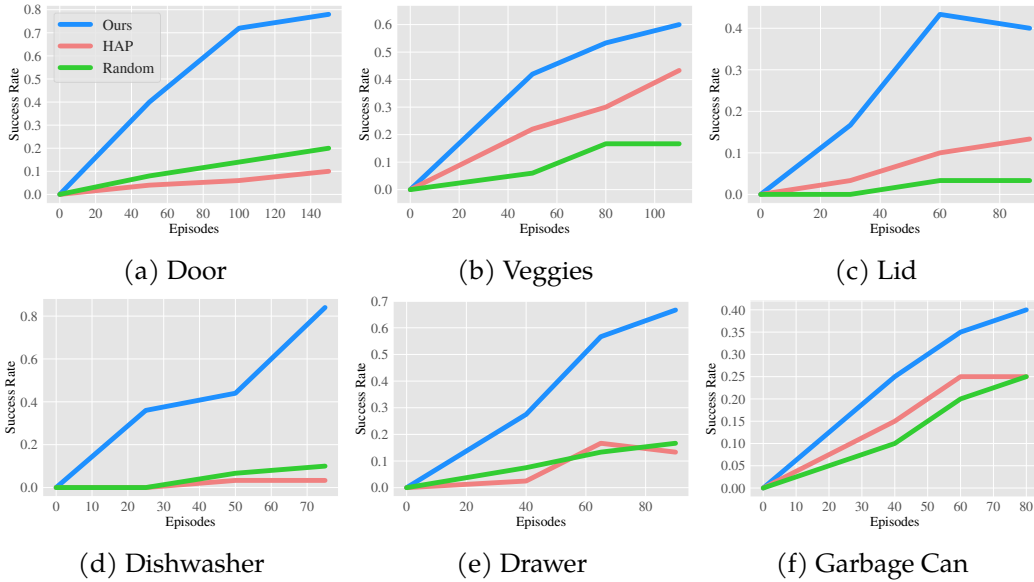 0.8
0.7
0.6
0.5
0.4
0.3
0.2
0.1
0.0
Success Rate
Ours
HAP
Random
0 20 40 60 80 100 120 140
Episodes
(a) Door
0.6
0.5
0.4
0.3
0.2
0.1
0.0
Success Rate
0 20 40 60 80 100
Episodes
(b) Veggies
0.4
0.3
0.2
0.1
0.0
Success Rate
0 20 40 60 80
Episodes
(c) Lid
0.8
0.6
0.4
0.2
0.0
Success Rate
0 10 20 30 40 50 60 70
Episodes
(d) Dishwasher
0.7
0.6
0.5
0.4
0.3
0.2
0.1
0.0
Success Rate
0 20 40 60 80
Episodes
(e) Drawer
0.40
0.35
0.30
0.25
0.20
0.15
0.10
0.05
0.00
Success Rate
0 10 20 30 40 50 60 70 80
Episodes
(f) Garbage Can